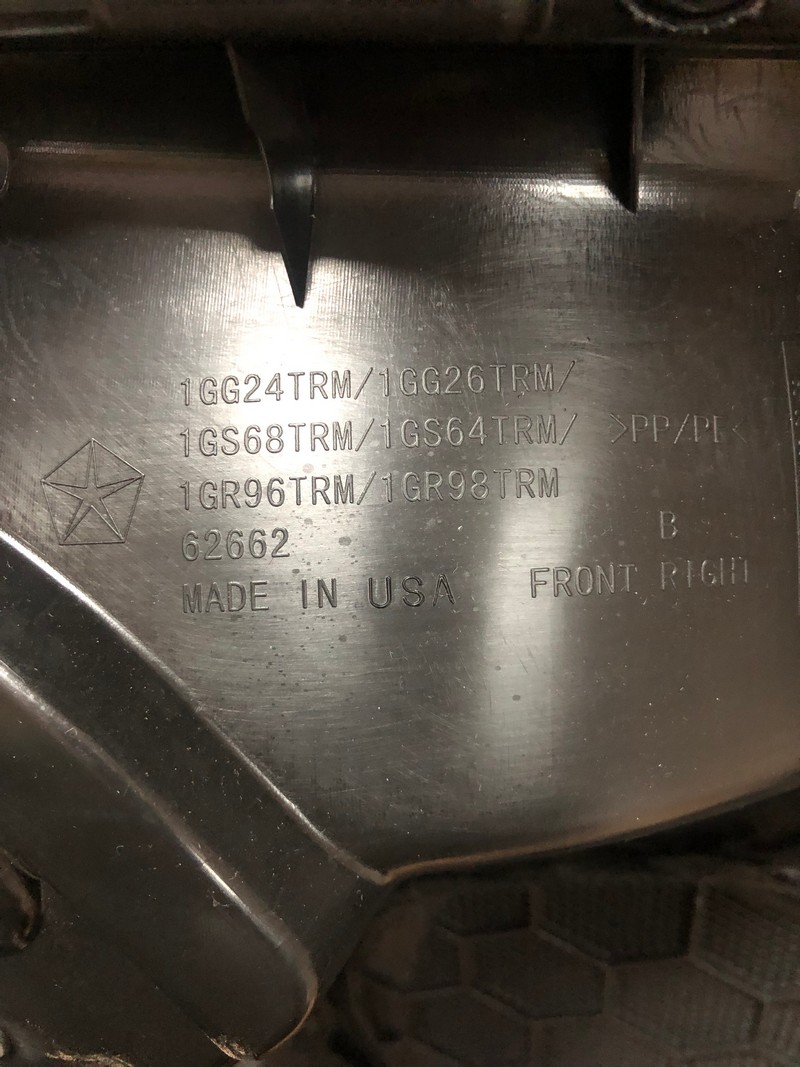 1GG24TRM/1GG26TRM/
1GS68TRM/1GS64TRM/ >PP/PE<
1GR96TRM/1GR98TRM
62662
B
MADE IN USA
FRONT RIGHT